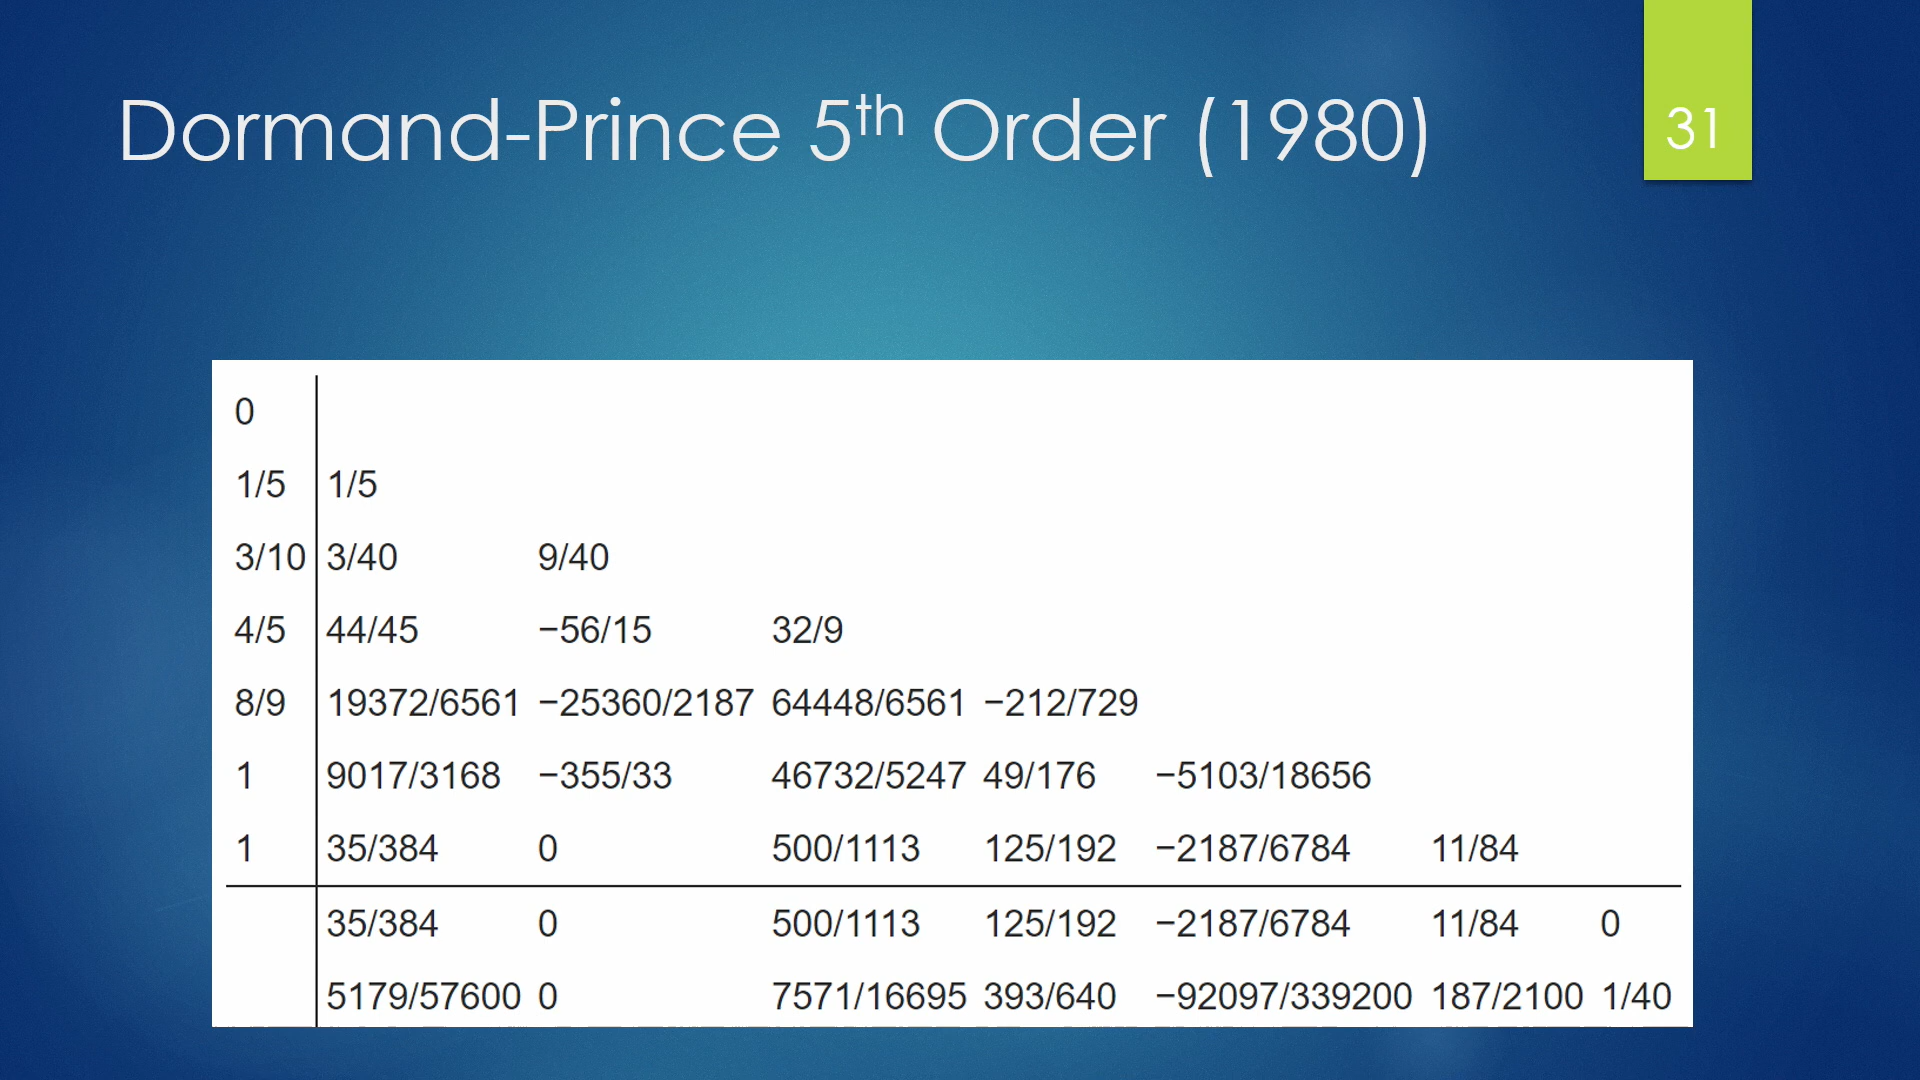 Dormand-Prince 5th Order (1980)
31
0
1/5 1/5
3/10 3/40 9/40
4/5 44/45 −56/15 32/9
8/9 19372/6561 −25360/2187 64448/6561 −212/729
1 9017/3168 −355/33 46732/5247 49/176 −5103/18656
1 35/384 0 500/1113 125/192 −2187/6784 11/84
35/384 0 500/1113 125/192 −2187/6784 11/84 0
5179/57600 0 7571/16695 393/640 −92097/339200 187/2100 1/40